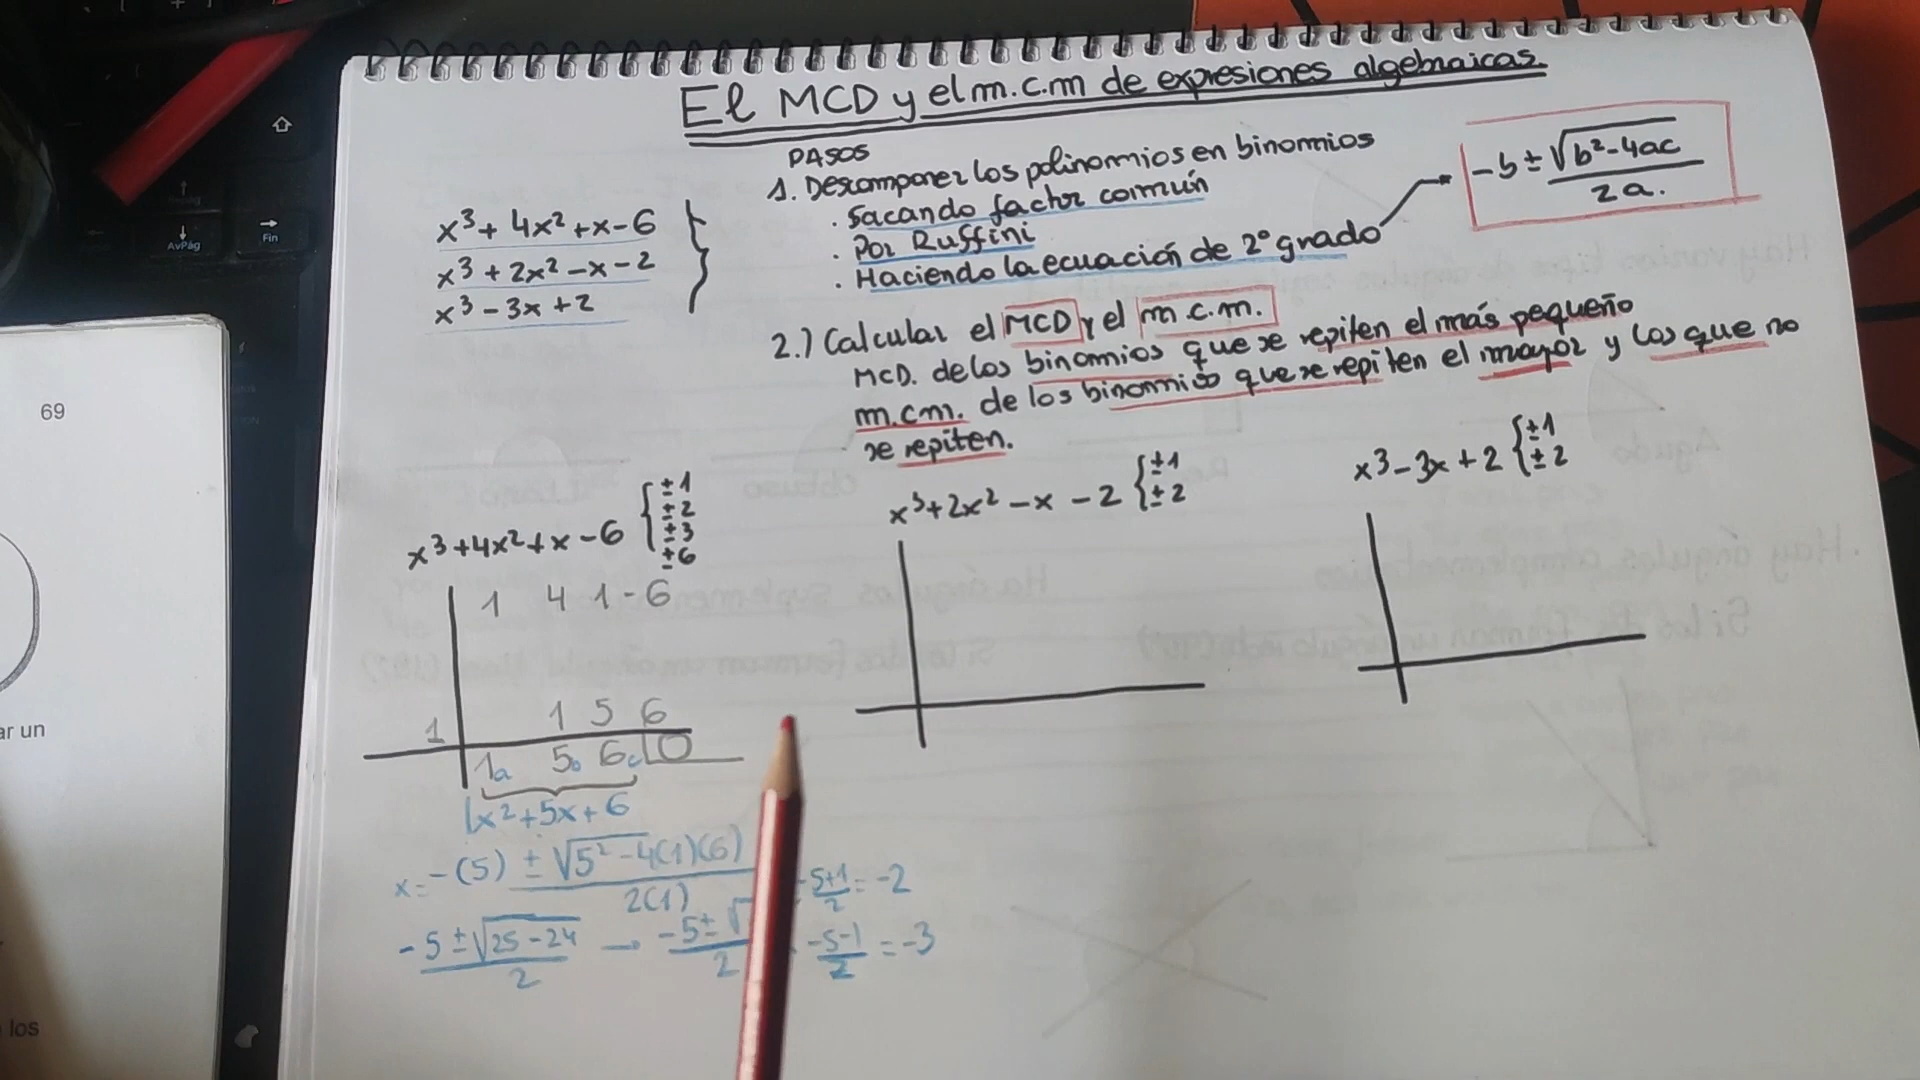 El MCD y el m.c.m de expresiones algebraicas.
PASOS
1. Descomponer los polinomios en binomios
. Sacando factor común
. Por Ruffini
. Haciendo la ecuación de 2º grado
-b ± √b²-4ac
2a.
x³ + 4x² + x - 6
x³ + 2x² - x - 2
x³ - 3x + 2
2.) Calcular el MCD y el m.c.m.
MCD. de los binomios que se repiten el más pequeño
m.c.m. de los binomios que se repiten el mayor y los que no
se repiten.
x³+4x²+x-6 { ±1
±2
±3
±6
1 4 1 -6
1 1 5 6
1a 5b 6c 0
1x²+5x+6
x = -(5) ± √5²-4(1)(6)
2(1)
-5+1 = -2
2
-5 ± √25-24 → -5 ± √
2 2
-5-1 = -3
2
x³+2x²-x-2 { ±1
±2
x³-3x+2 { ±1
±2
69
ar un
los
AvPág
Fin